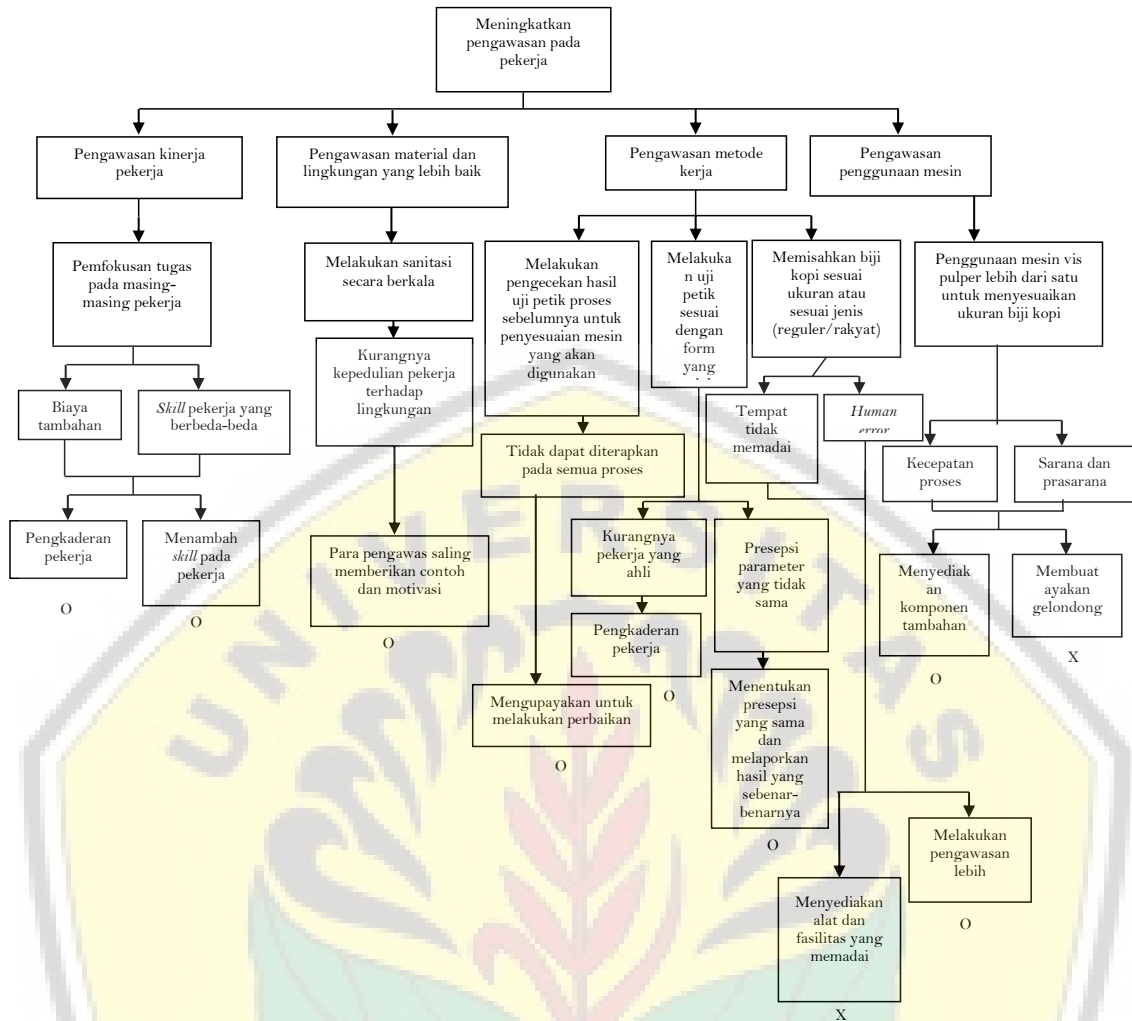 Meningkatkan
pengawasan pada
pekerja
Pengawasan kinerja
pekerja
Pengawasan material dan
lingkungan yang lebih baik
Pengawasan metode
kerja
Pengawasan
penggunaan mesin
Pemfokusan tugas
pada masing-
masing pekerja
Melakukan sanitasi
secara berkala
Melakukan
pengecekan hasil
uji petik proses
sebelumnya untuk
penyesuaian mesin
yang akan
digunakan
Melakuka
n uji
petik
sesuai
dengan
form
yang
Memisahkan biji
kopi sesuai
ukuran atau
sesuai jenis
(reguler/rakyat)
Penggunaan mesin vis
pulper lebih dari satu
untuk menyesuaikan
ukuran biji kopi
Biaya
tambahan
Skill pekerja yang
berbeda-beda
Kurangnya
kepedulian pekerja
terhadap
lingkungan
Tidak dapat diterapkan
pada semua proses
Tempat
tidak
memadai
Human
error
Kecepatan
proses
Sarana dan
prasarana
Pengkaderan
pekerja
O
Menambah
skill pada
pekerja
O
Para pengawas saling
memberikan contoh
dan motivasi
O
Mengupayakan untuk
melakukan perbaikan
O
Kurangnya
pekerja yang
ahli
Pengkaderan
pekerja
O
Presepsi
parameter
yang tidak
sama
Menentukan
presepsi
yang sama
dan
melaporkan
hasil yang
sebenar-
benarnya
O
Menyediakan
alat dan
fasilitas yang
memadai
X
Melakukan
pengawasan
lebih
O
Menyediak
an
komponen
tambahan
O
Membuat
ayakan
gelondong
X
UNIVERSITAS